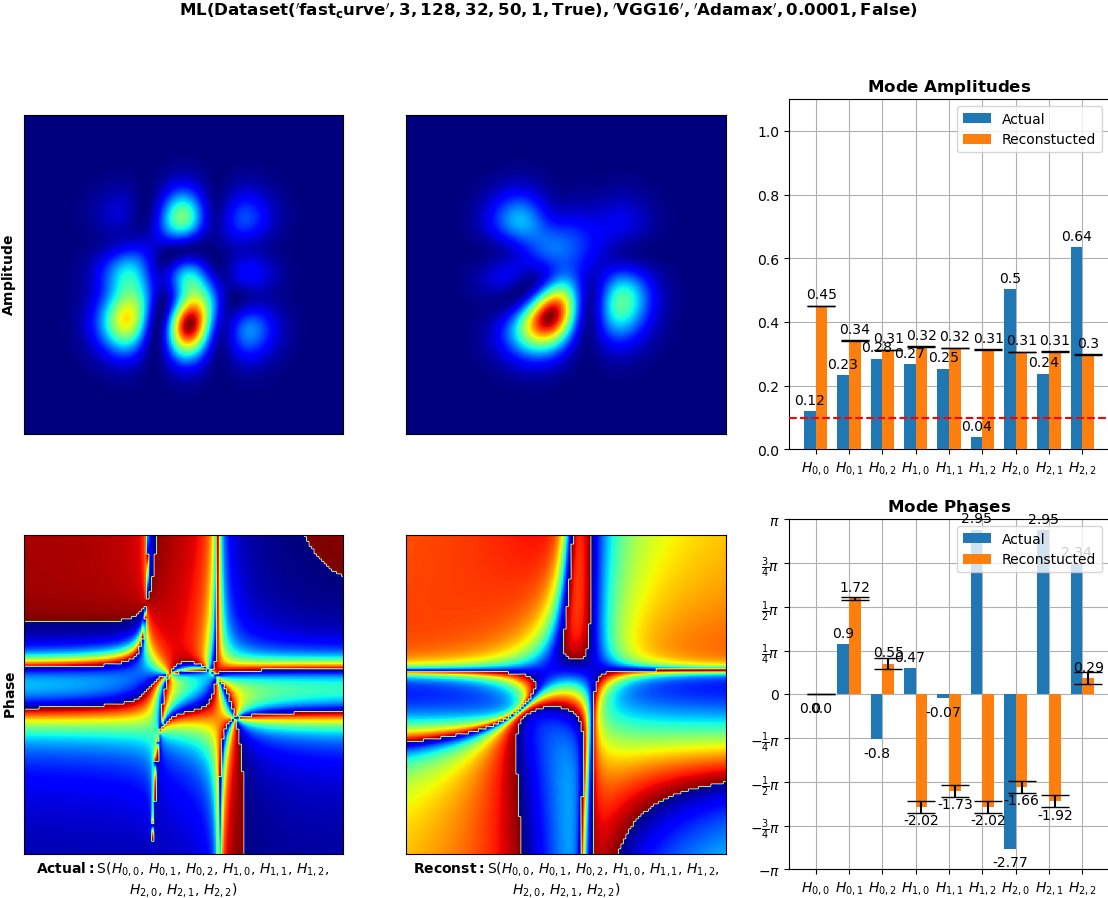 ML(Dataset('fast_curve', 3, 128, 32, 50, 1, True), 'VGG16', 'Adamax', 0.0001, False)
Amplitude
Mode Amplitudes
Actual
Reconstucted
1.0
0.8
0.6
0.4
0.2
0.0
0.12 0.45 0.23 0.34 0.28 0.31 0.27 0.32 0.25 0.32 0.04 0.31 0.5 0.31 0.24 0.31 0.64 0.3
H0,0 H0,1 H0,2 H1,0 H1,1 H1,2 H2,0 H2,1 H2,2
Phase
Actual: S(H0,0, H0,1, H0,2, H1,0, H1,1, H1,2,
H2,0, H2,1, H2,2)
Reconst: S(H0,0, H0,1, H0,2, H1,0, H1,1, H1,2,
H2,0, H2,1, H2,2)
Mode Phases
Actual
Reconstucted
π
3/4π
1/2π
1/4π
0
−1/4π
−1/2π
−3/4π
−π
0.0 0.0 0.9 1.72 -0.8 0.55 0.47 -2.02 -0.07 -1.73 2.95 -2.02 -2.77 -1.66 2.95 -1.92 2.34 0.29
H0,0 H0,1 H0,2 H1,0 H1,1 H1,2 H2,0 H2,1 H2,2